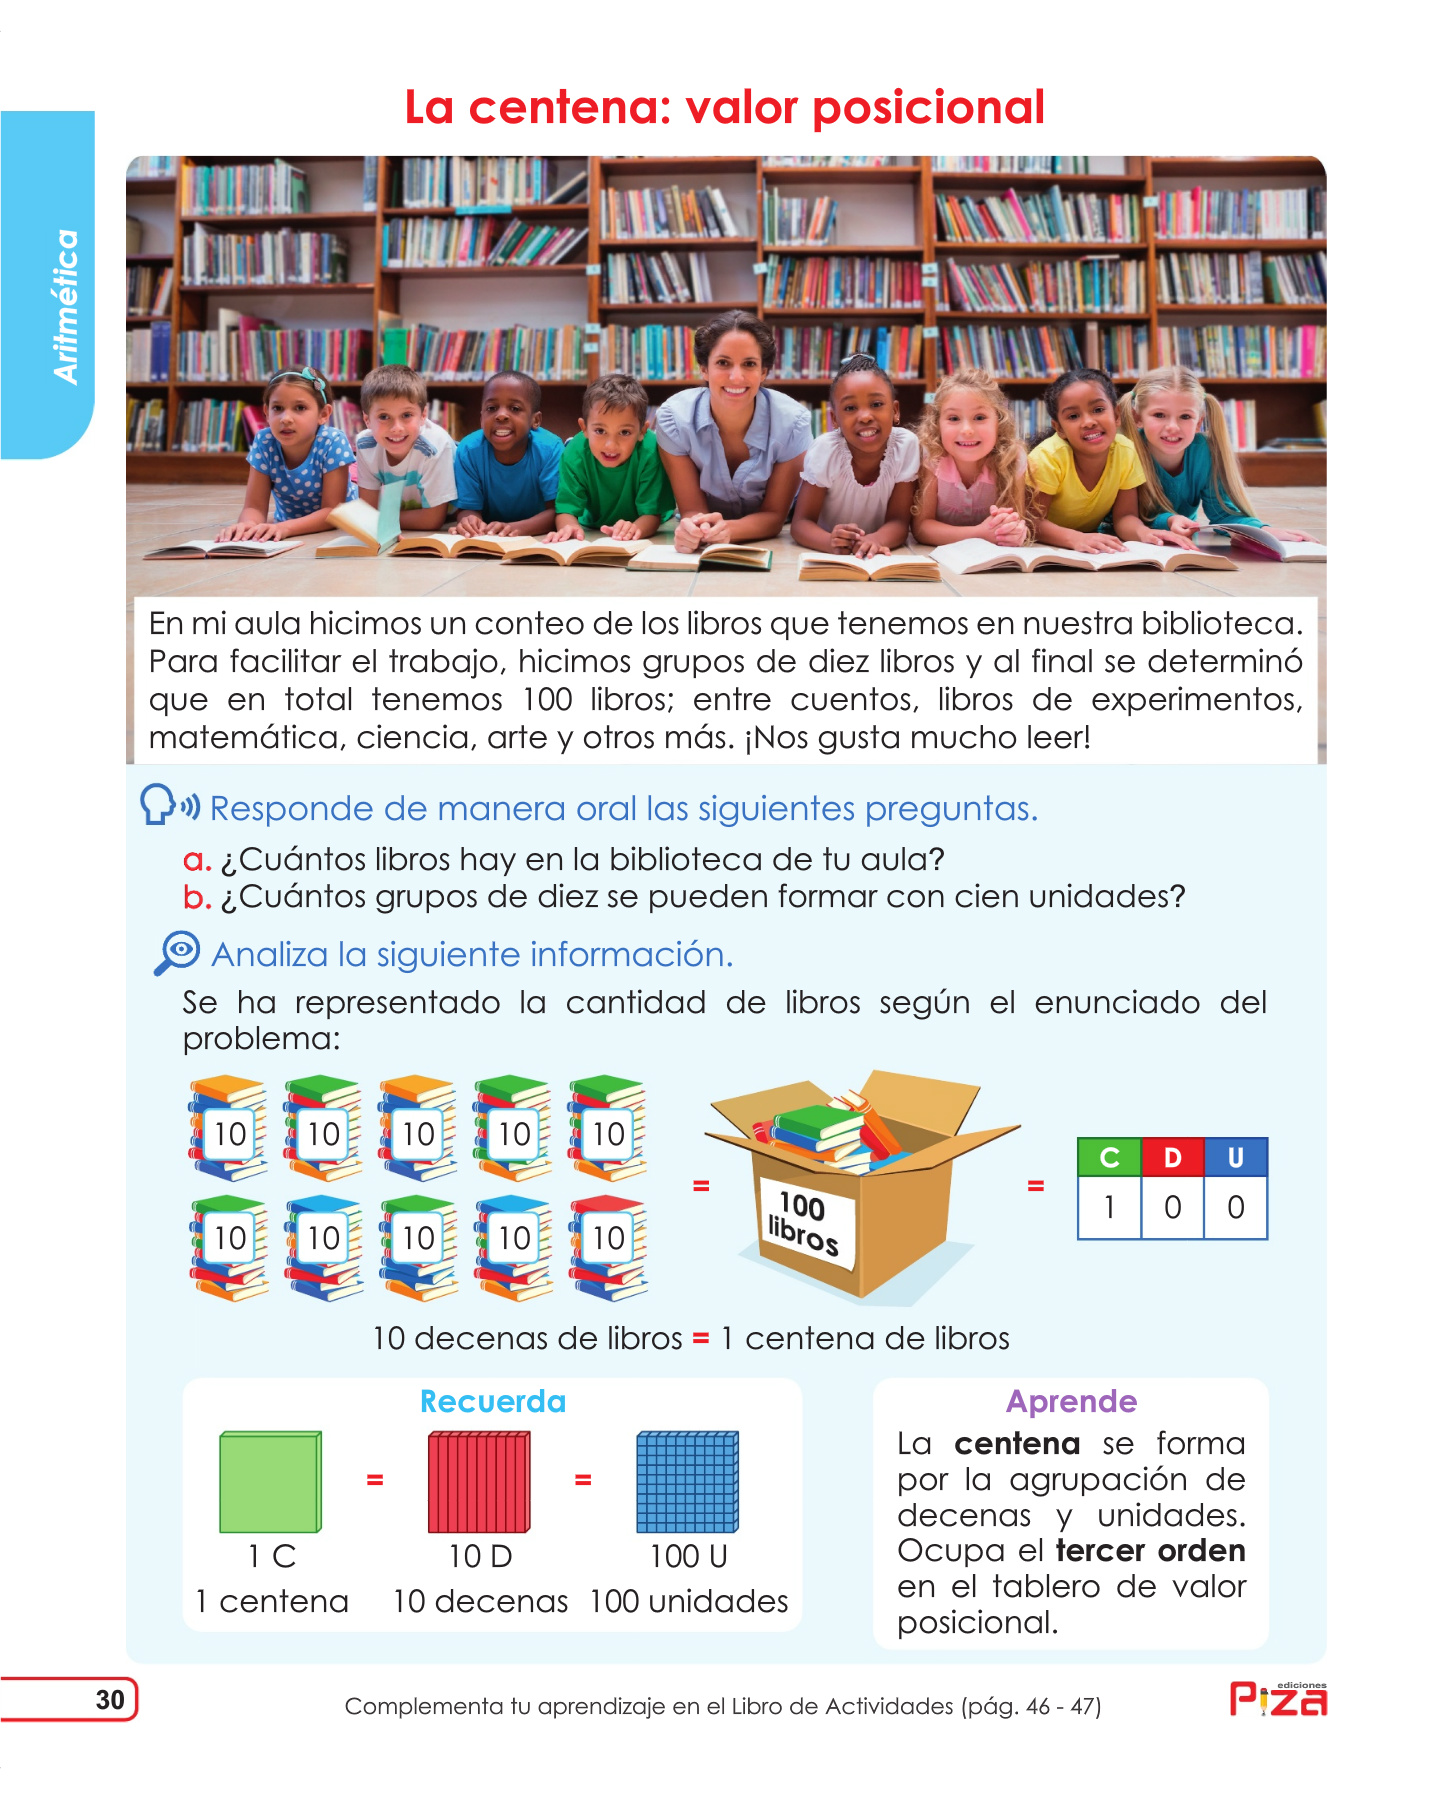 La centena: valor posicional
Aritmética
En mi aula hicimos un conteo de los libros que tenemos en nuestra biblioteca.
Para facilitar el trabajo, hicimos grupos de diez libros y al final se determinó
que en total tenemos 100 libros; entre cuentos, libros de experimentos,
matemática, ciencia, arte y otros más. ¡Nos gusta mucho leer!
Responde de manera oral las siguientes preguntas.
a. ¿Cuántos libros hay en la biblioteca de tu aula?
b. ¿Cuántos grupos de diez se pueden formar con cien unidades?
Analiza la siguiente información.
Se ha representado la cantidad de libros según el enunciado del
problema:
10 10 10 10 10
10 10 10 10 10
=
100
libros
=
C D U
1 0 0
10 decenas de libros = 1 centena de libros
Recuerda
= =
1 C 10 D 100 U
1 centena 10 decenas 100 unidades
Aprende
La centena se forma
por la agrupación de
decenas y unidades.
Ocupa el tercer orden
en el tablero de valor
posicional.
30
Complementa tu aprendizaje en el Libro de Actividades (pág. 46 - 47)
ediciones
Piza